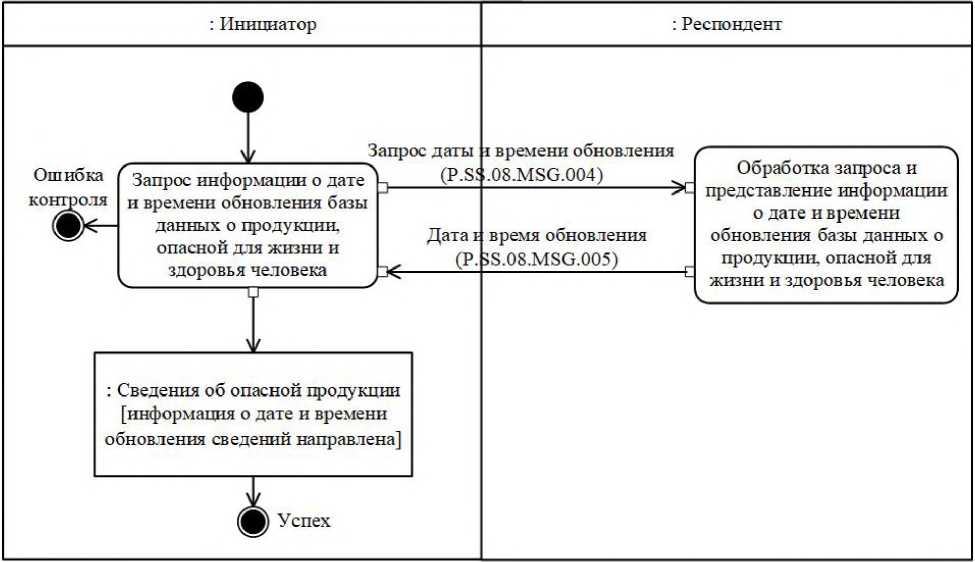 : Инициатор
: Респондент
Запрос даты и времени обновления
(P.SS.08.MSG.004)
Ошибка
контроля
Запрос информации о дате
и времени обновления базы
данных о продукции,
опасной для жизни и
здоровья человека
Обработка запроса и
представление информации
о дате и времени
обновления базы данных о
продукции, опасной для
жизни и здоровья человека
Дата и время обновления
(P.SS.08.MSG.005)
: Сведения об опасной продукции
[информация о дате и времени
обновления сведений направлена]
Успех